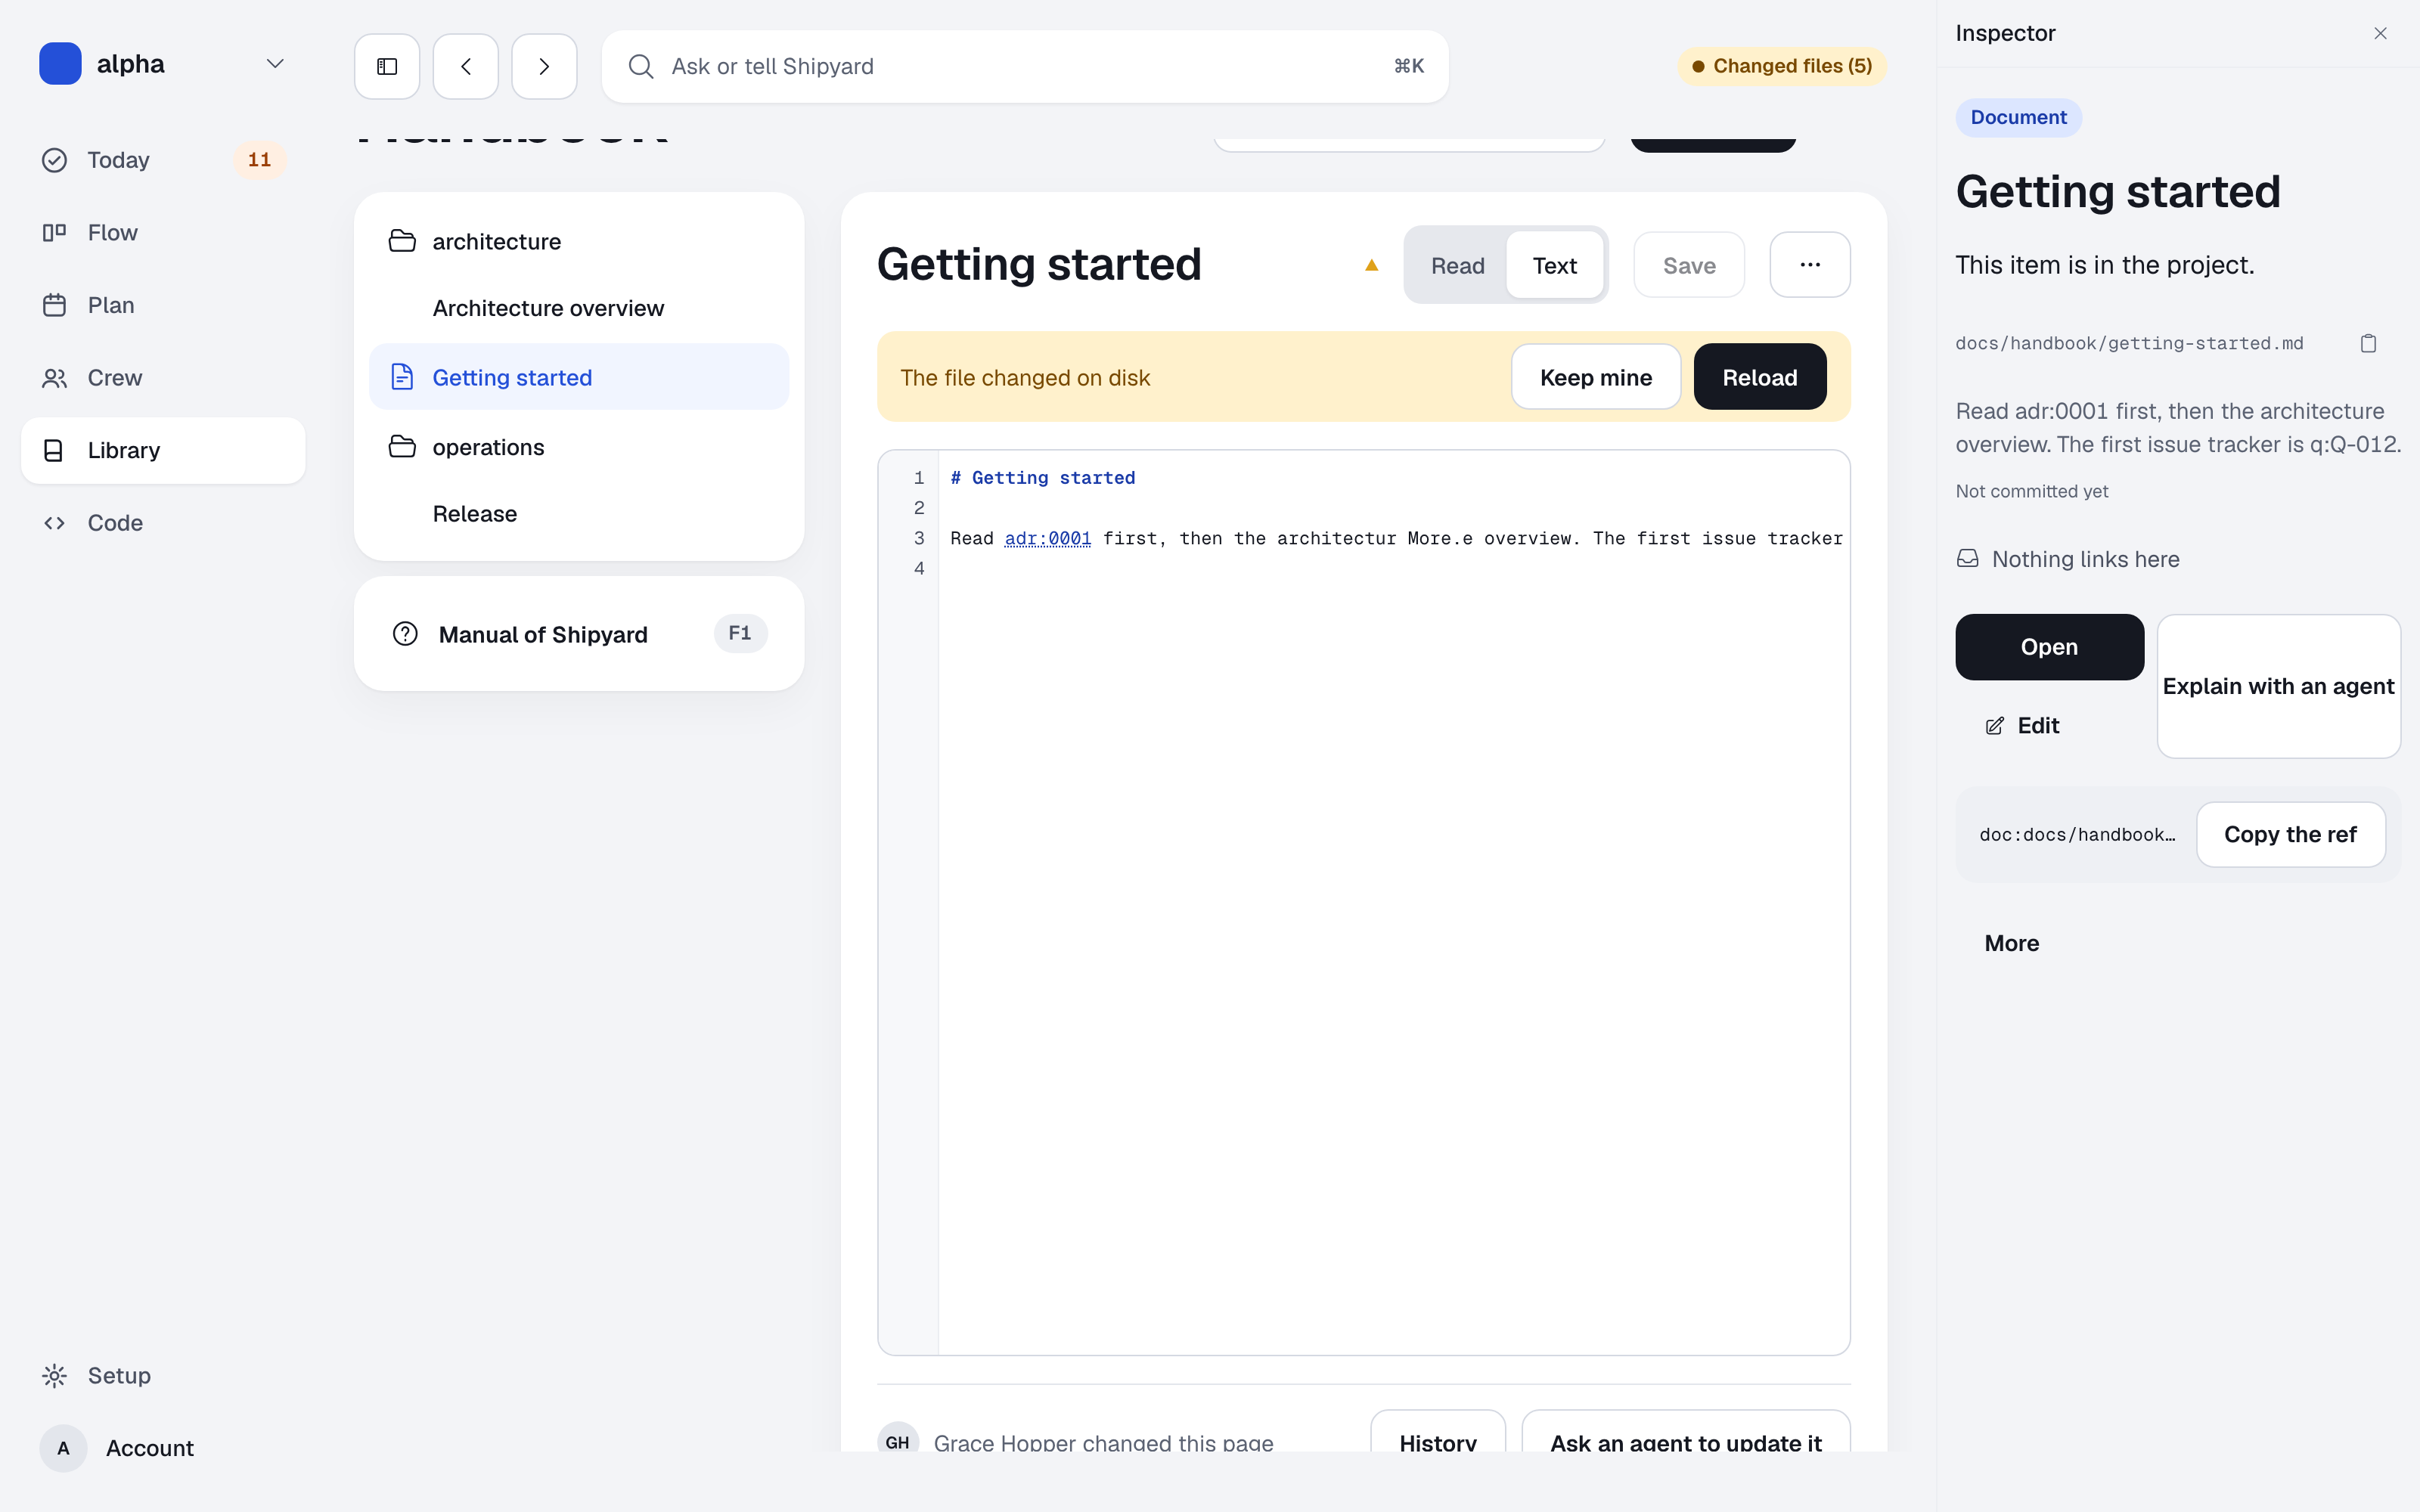 alpha
Today 11
Flow
Plan
Crew
Library
Code
Setup
A Account
Ask or tell Shipyard ⌘K
Changed files (5)
Handbook
architecture
Architecture overview
Getting started
operations
Release
Manual of Shipyard F1
Getting started
Read Text Save ...
The file changed on disk
Keep mine Reload
1 # Getting started
2
3 Read adr:0001 first, then the architectur More.e overview. The first issue tracker
4
GH Grace Hopper changed this page
History Ask an agent to update it
Inspector
Document
Getting started
This item is in the project.
docs/handbook/getting-started.md
Read adr:0001 first, then the architecture
overview. The first issue tracker is q:Q-012.
Not committed yet
Nothing links here
Open
Explain with an agent
Edit
doc:docs/handbook…
Copy the ref
More